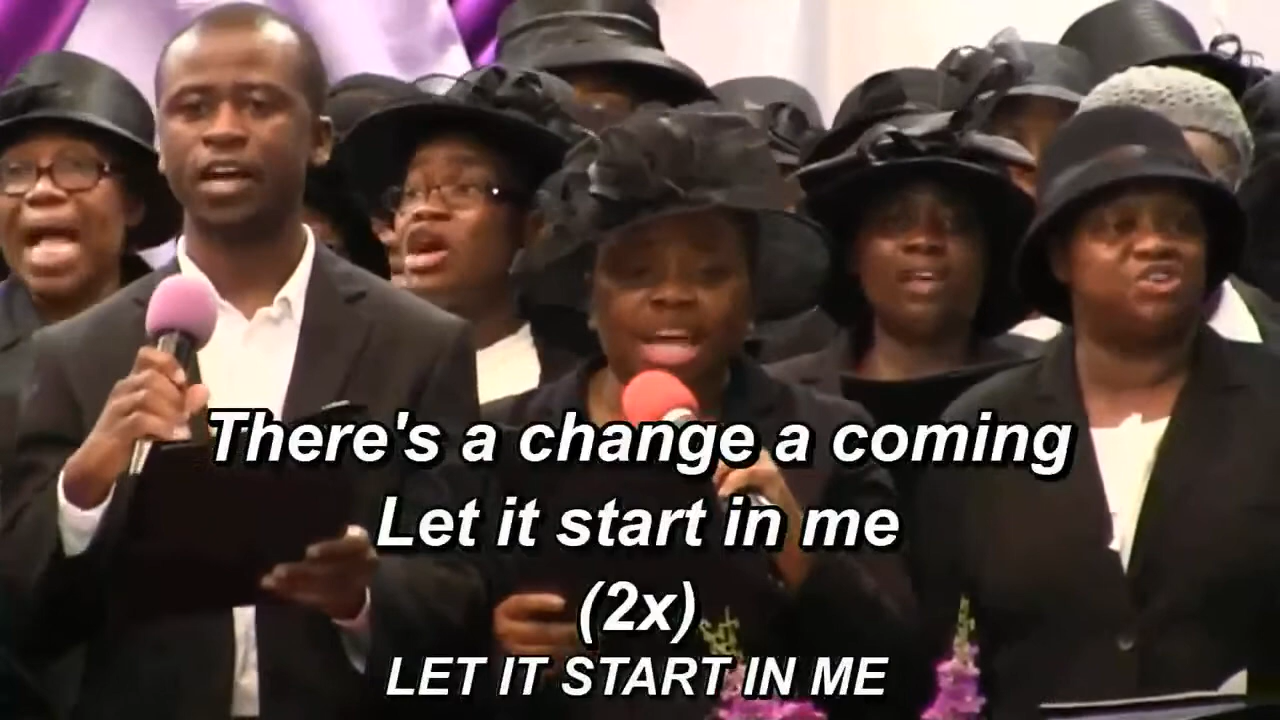 There's a change a coming
Let it start in me
(2x)
LET IT START IN ME